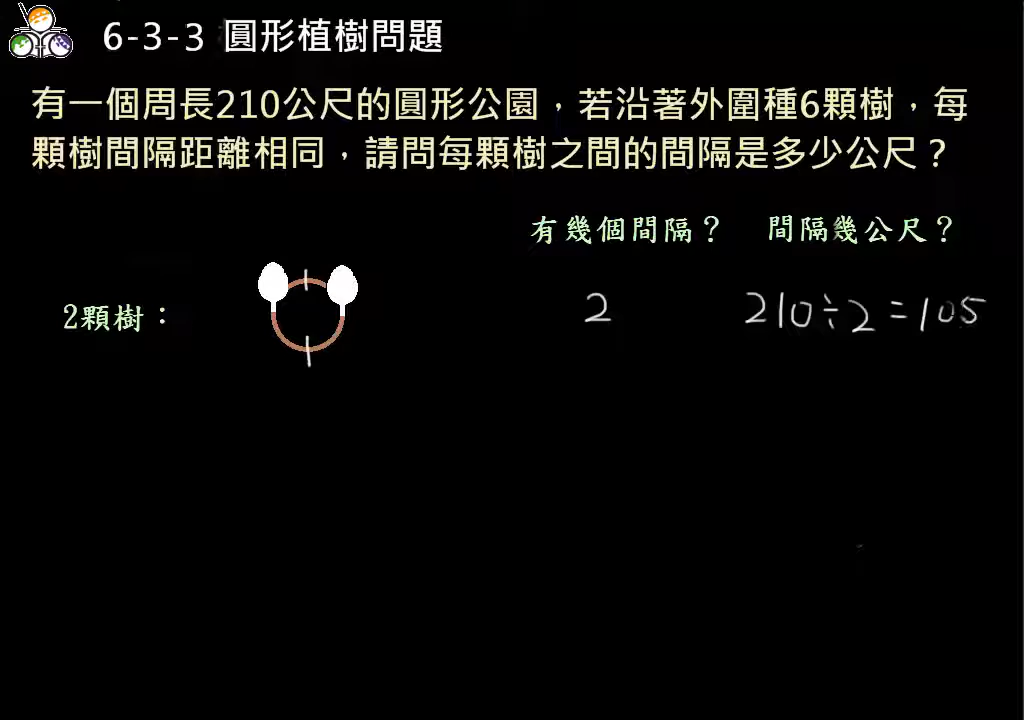 6-3-3 圓形植樹問題
有一個周長210公尺的圓形公園，若沿著外圍種6顆樹，每
顆樹間隔距離相同，請問每顆樹之間的間隔是多少公尺？
有幾個間隔？ 間隔幾公尺？
2顆樹： 2 210÷2=105